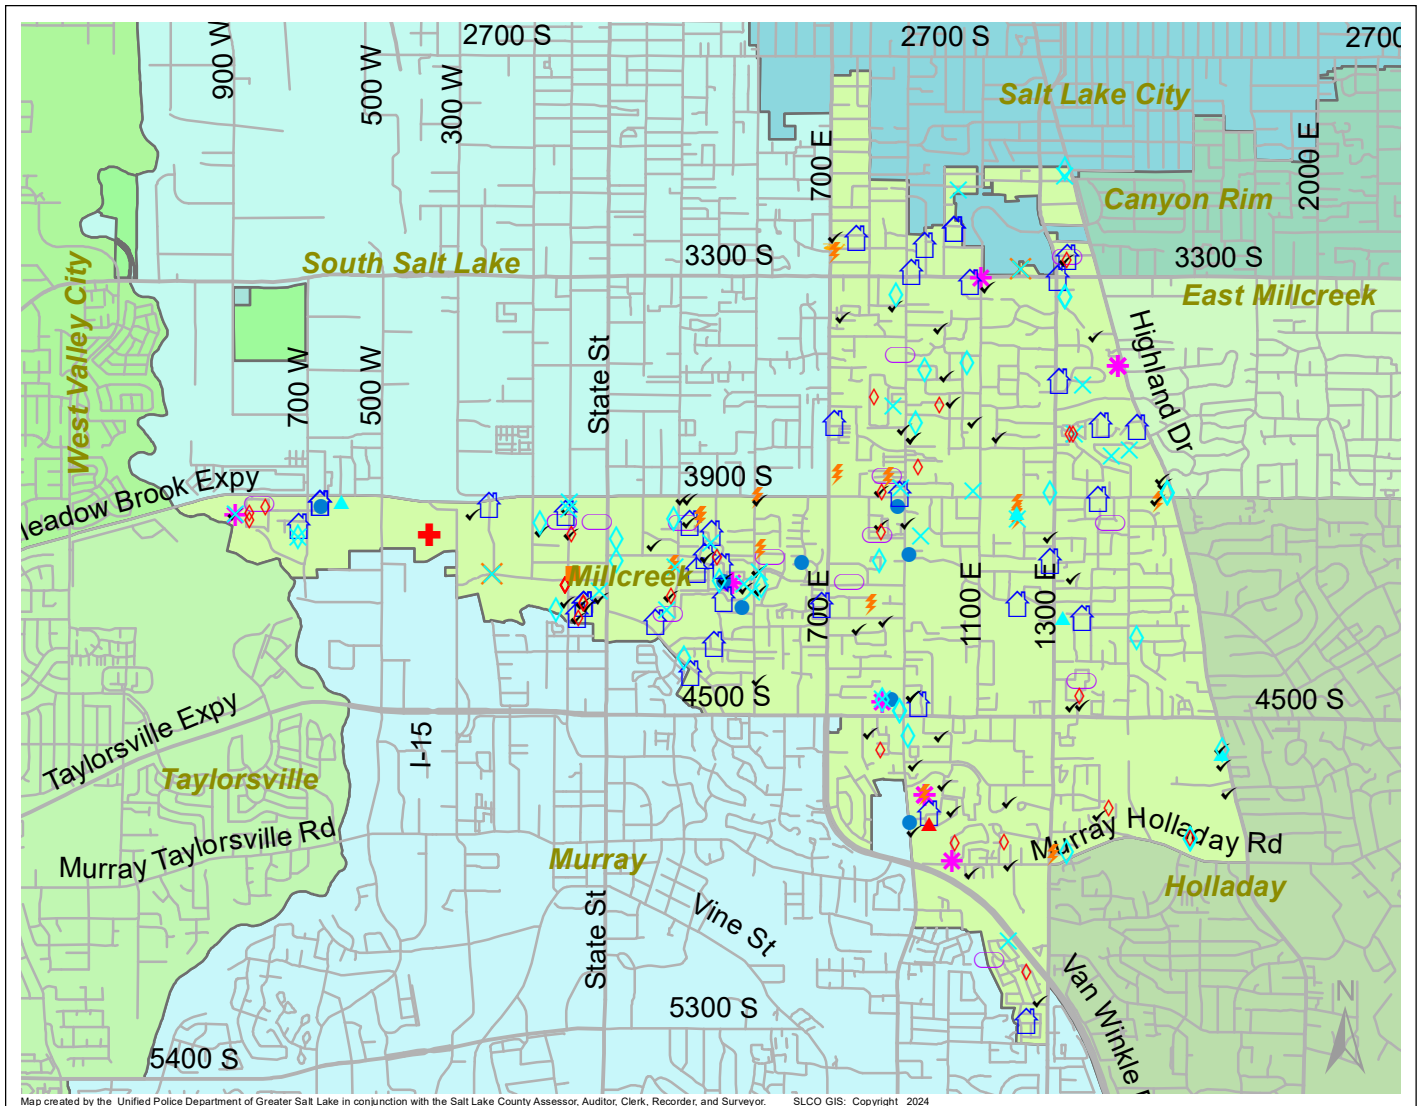 2700 S
2700 S
2700
900 W
500 W
300 W
Salt Lake City
700 E
2000 E
Canyon Rim
3300 S
3300 S
South Salt Lake
West Valley City
East Millcreek
Highland Dr
State St
700 W
500 W
3900 S
Meadow Brook Expy
Millcreek
700 E
1100 E
1300 E
4500 S
4500 S
Taylorsville Expy
I-15
Taylorsville
Murray Taylorsville Rd
Murray
Murray Holladay Rd
Holladay
State St
Vine St
Van Winkle
5300 S
5400 S
N
Map created by the Unified Police Department of Greater Salt Lake in conjunction with the Salt Lake County Assessor, Auditor, Clerk, Recorder, and Surveyor. SLCO GIS: Copyright 2024